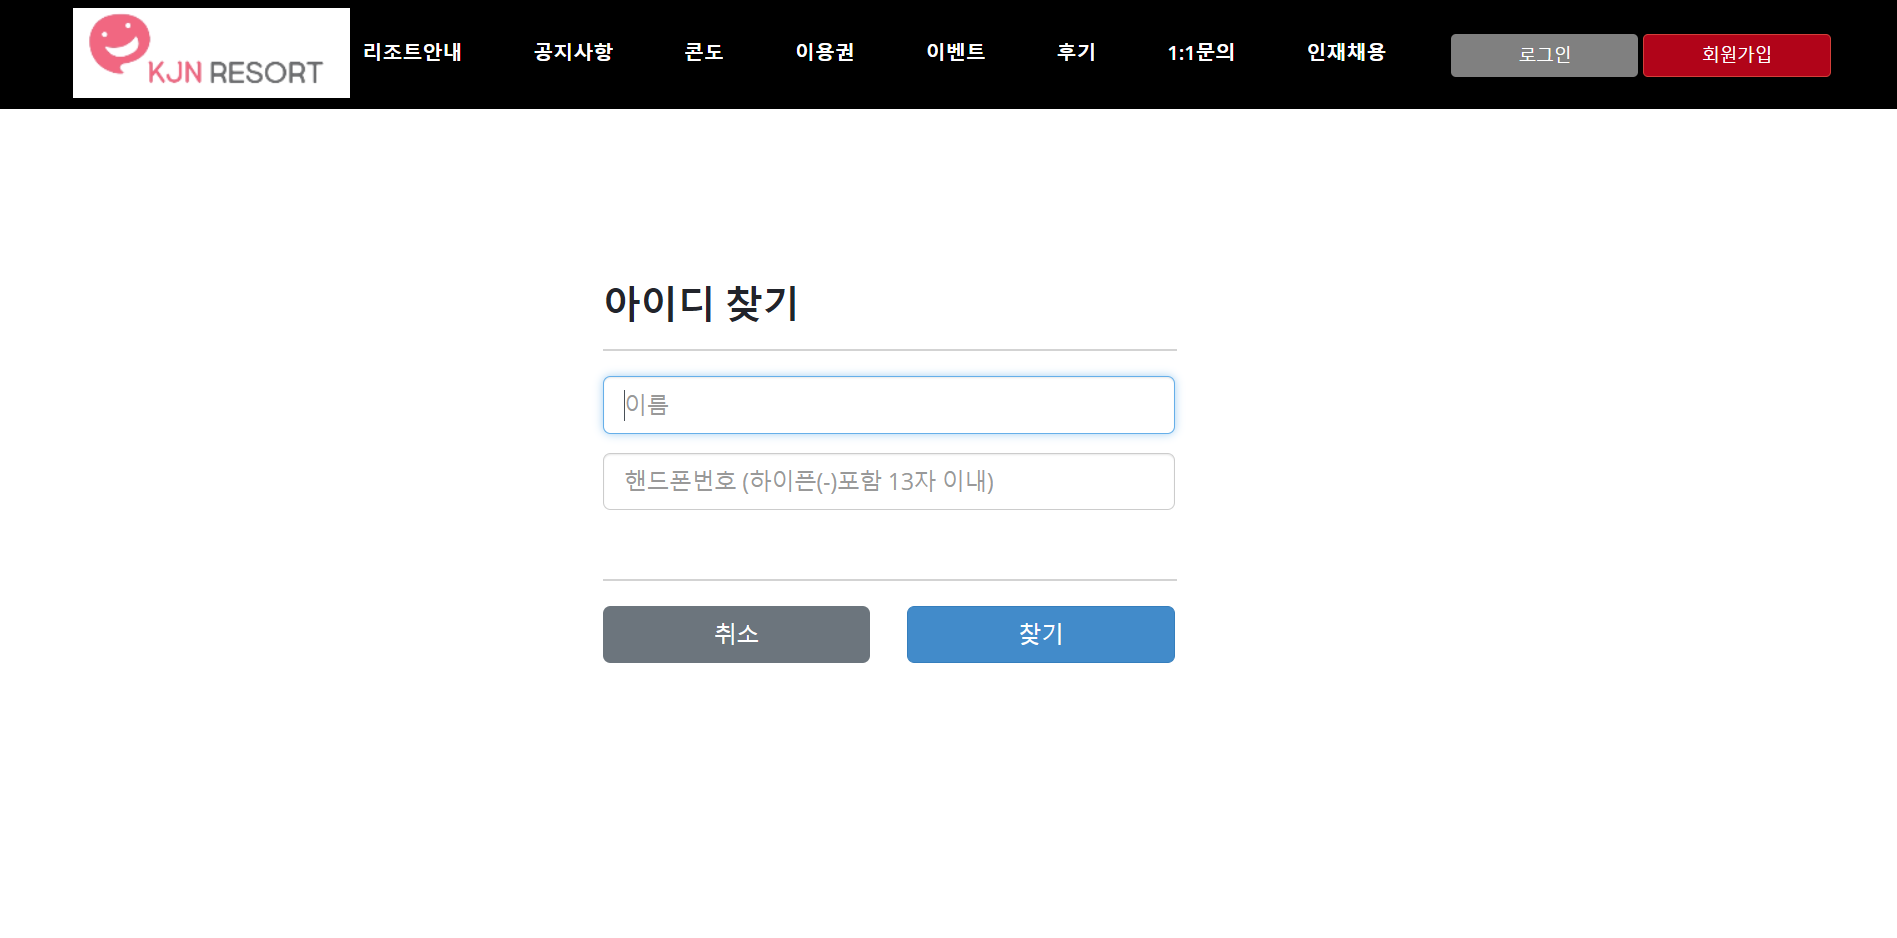 KJN RESORT
리조트안내 공지사항 콘도 이용권 이벤트 후기 1:1문의 인재채용 로그인 회원가입
아이디 찾기
이름
핸드폰번호 (하이픈(-)포함 13자 이내)
취소 찾기